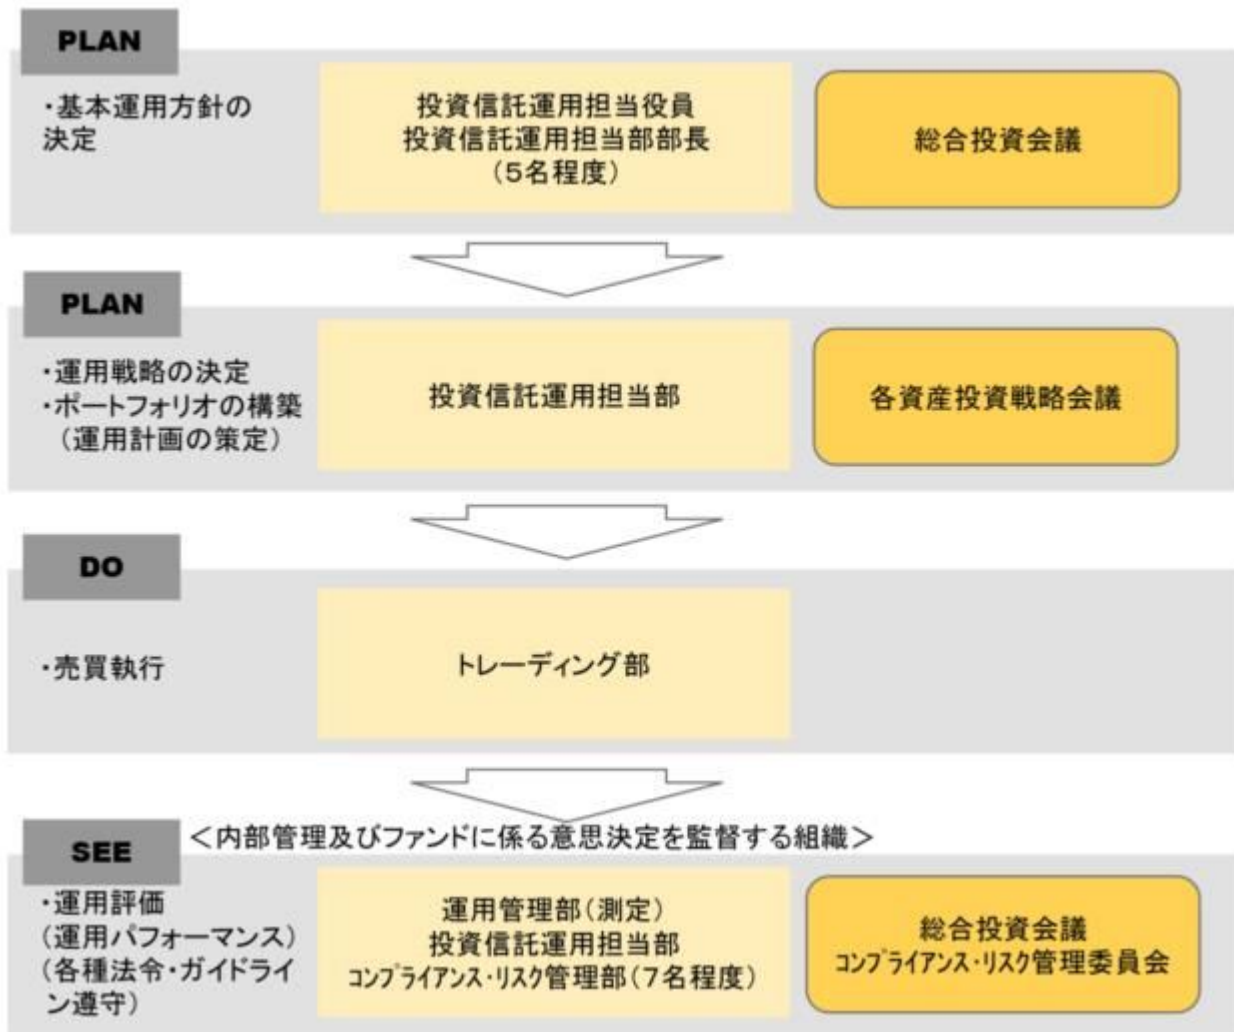 PLAN
・基本運用方針の
決定
投資信託運用担当役員
投資信託運用担当部部長
(5名程度)
総合投資会議
PLAN
・運用戦略の決定
・ポートフォリオの構築
(運用計画の策定)
投資信託運用担当部
各資産投資戦略会議
DO
・売買執行
トレーディング部
SEE
＜内部管理及びファンドに係る意思決定を監督する組織＞
・運用評価
(運用パフォーマンス)
(各種法令・ガイドライ
ン遵守)
運用管理部(測定)
投資信託運用担当部
ｺﾝﾌﾟﾗｲｱﾝｽ・ﾘｽｸ管理部(7名程度)
総合投資会議
ｺﾝﾌﾟﾗｲｱﾝｽ・ﾘｽｸ管理委員会